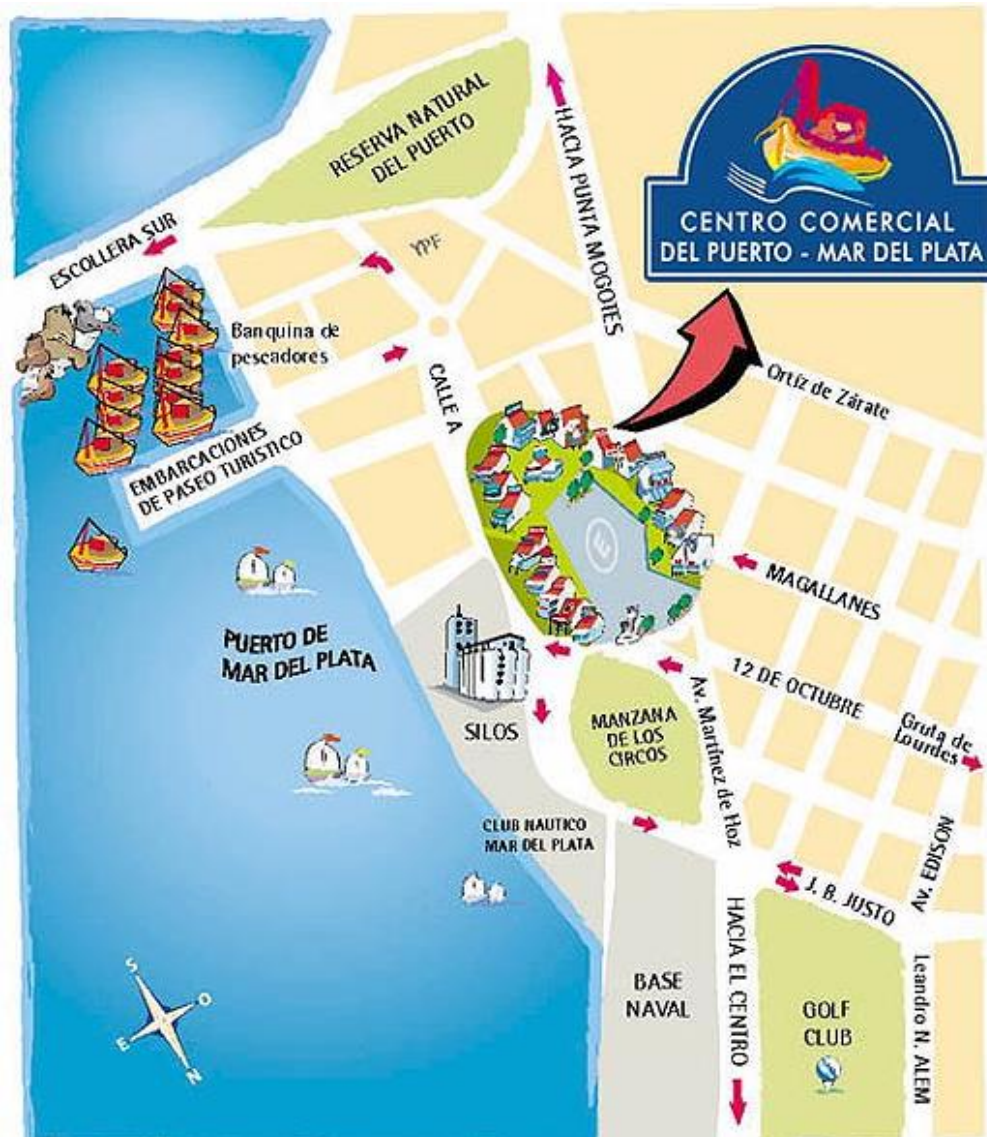 RESERVA NATURAL
DEL PUERTO
HACIA PUNTA MOGOTES
CENTRO COMERCIAL
DEL PUERTO - MAR DEL PLATA
ESCOLLERA SUR
YPF
Banquina de
pescadores
CALLE A
Ortíz de Zárate
EMBARCACIONES
DE PASEO TURISTICO
E
MAGALLANES
PUERTO DE
MAR DEL PLATA
12 DE OCTUBRE
Av. Martínez de Hoz
SILOS
MANZANA
DE LOS
CIRCOS
Gruta de
Lourdes
CLUB NAUTICO
MAR DEL PLATA
Av. EDISON
J. B. JUSTO
HACIA EL CENTRO
BASE
NAVAL
GOLF
CLUB
Leandro N. ALEM
S
O
E
N